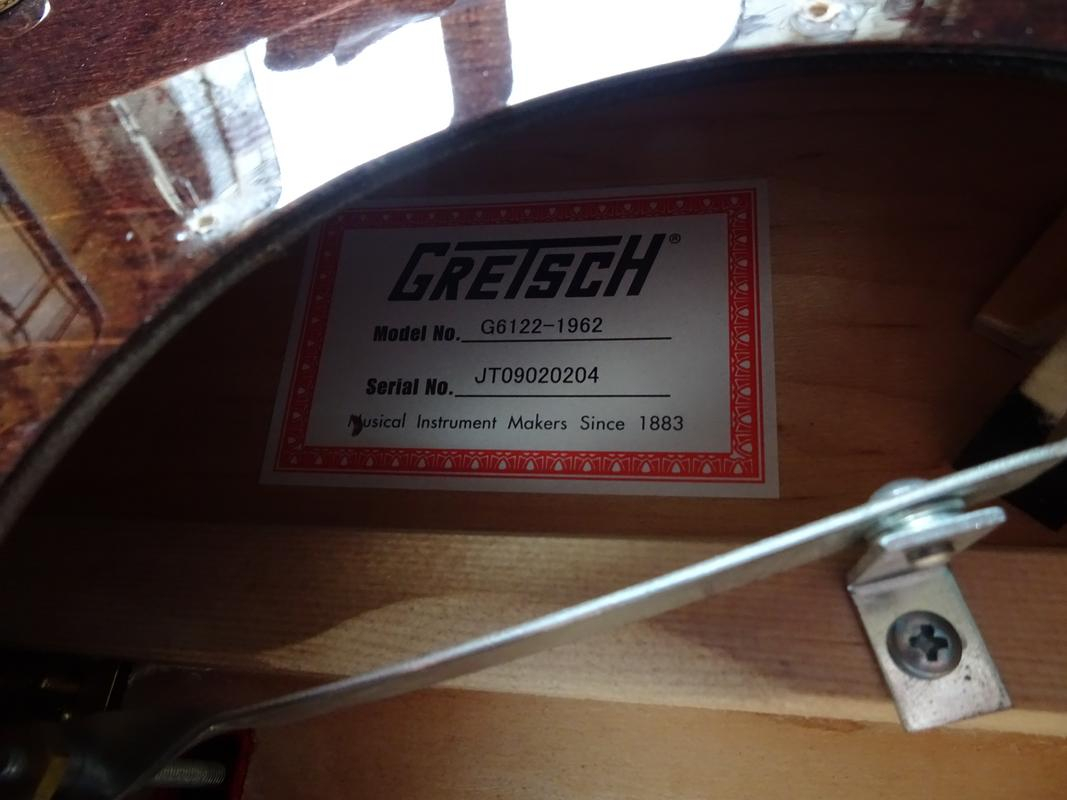 GRETSCH®
Model No. G6122-1962
Serial No. JT09020204
Musical Instrument Makers Since 1883